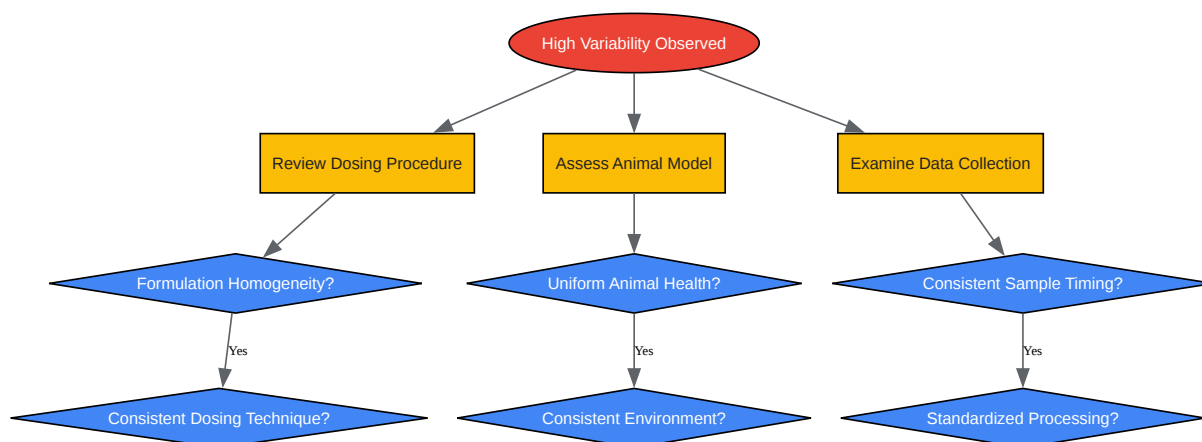 High Variability Observed
Review Dosing Procedure
Assess Animal Model
Examine Data Collection
Formulation Homogeneity?
Uniform Animal Health?
Consistent Sample Timing?
Yes
Yes
Yes
Consistent Dosing Technique?
Consistent Environment?
Standardized Processing?